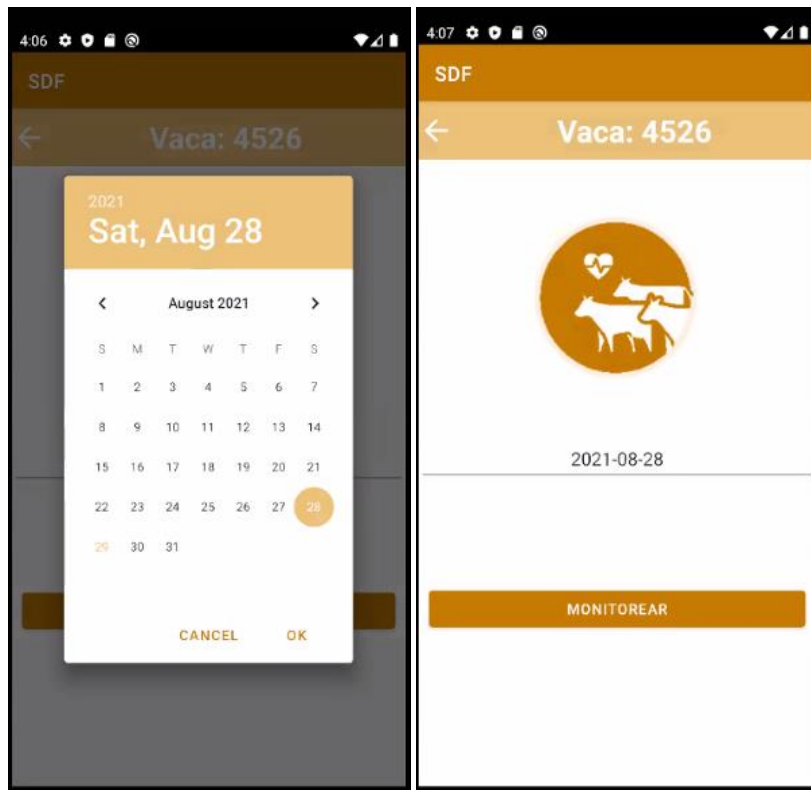 4:06
SDF
Vaca: 4526
2021
Sat, Aug 28
August 2021
S M T W T F S
1 2 3 4 5 6 7
8 9 10 11 12 13 14
15 16 17 18 19 20 21
22 23 24 25 26 27 28
29 30 31
CANCEL OK
4:07
SDF
Vaca: 4526
2021-08-28
MONITOREAR